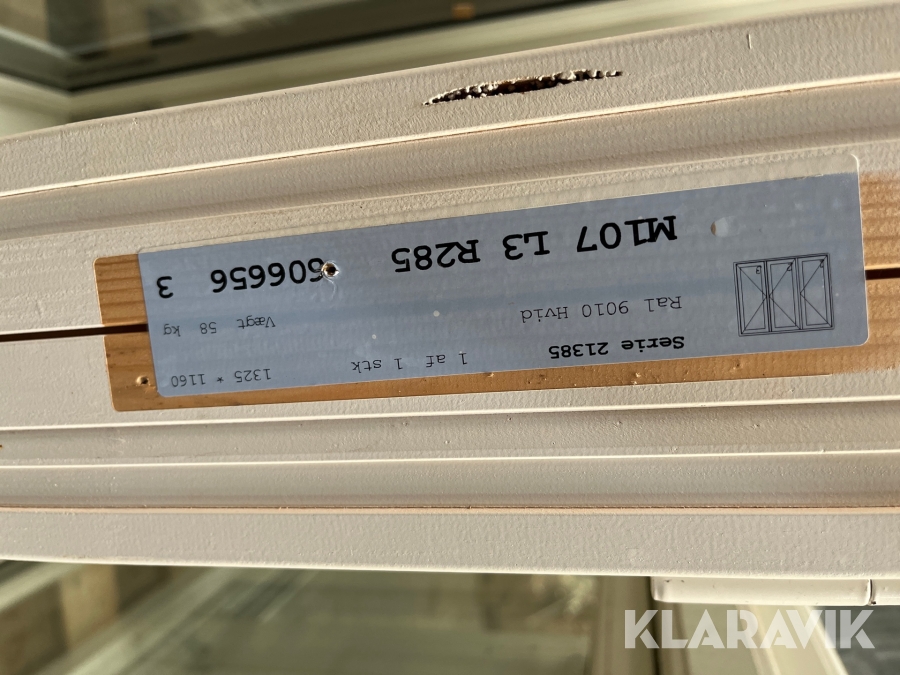 Serie 21385 1 af 1 stk 1325 * 1160
Ral 9010 Hvid Vægt 58 kg
M107 L3 R285 606656 3
KLARAVIK